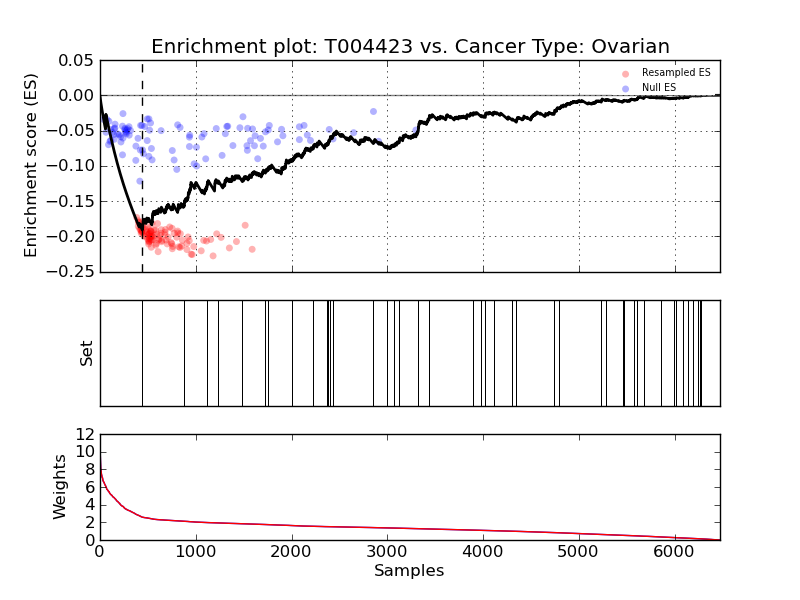 Enrichment plot: T004423 vs. Cancer Type: Ovarian
0.05
0.00
−0.05
−0.10
−0.15
−0.20
−0.25
Enrichment score (ES)
Resampled ES
Null ES
Set
12
10
8
6
4
2
0
Weights
0 1000 2000 3000 4000 5000 6000
Samples